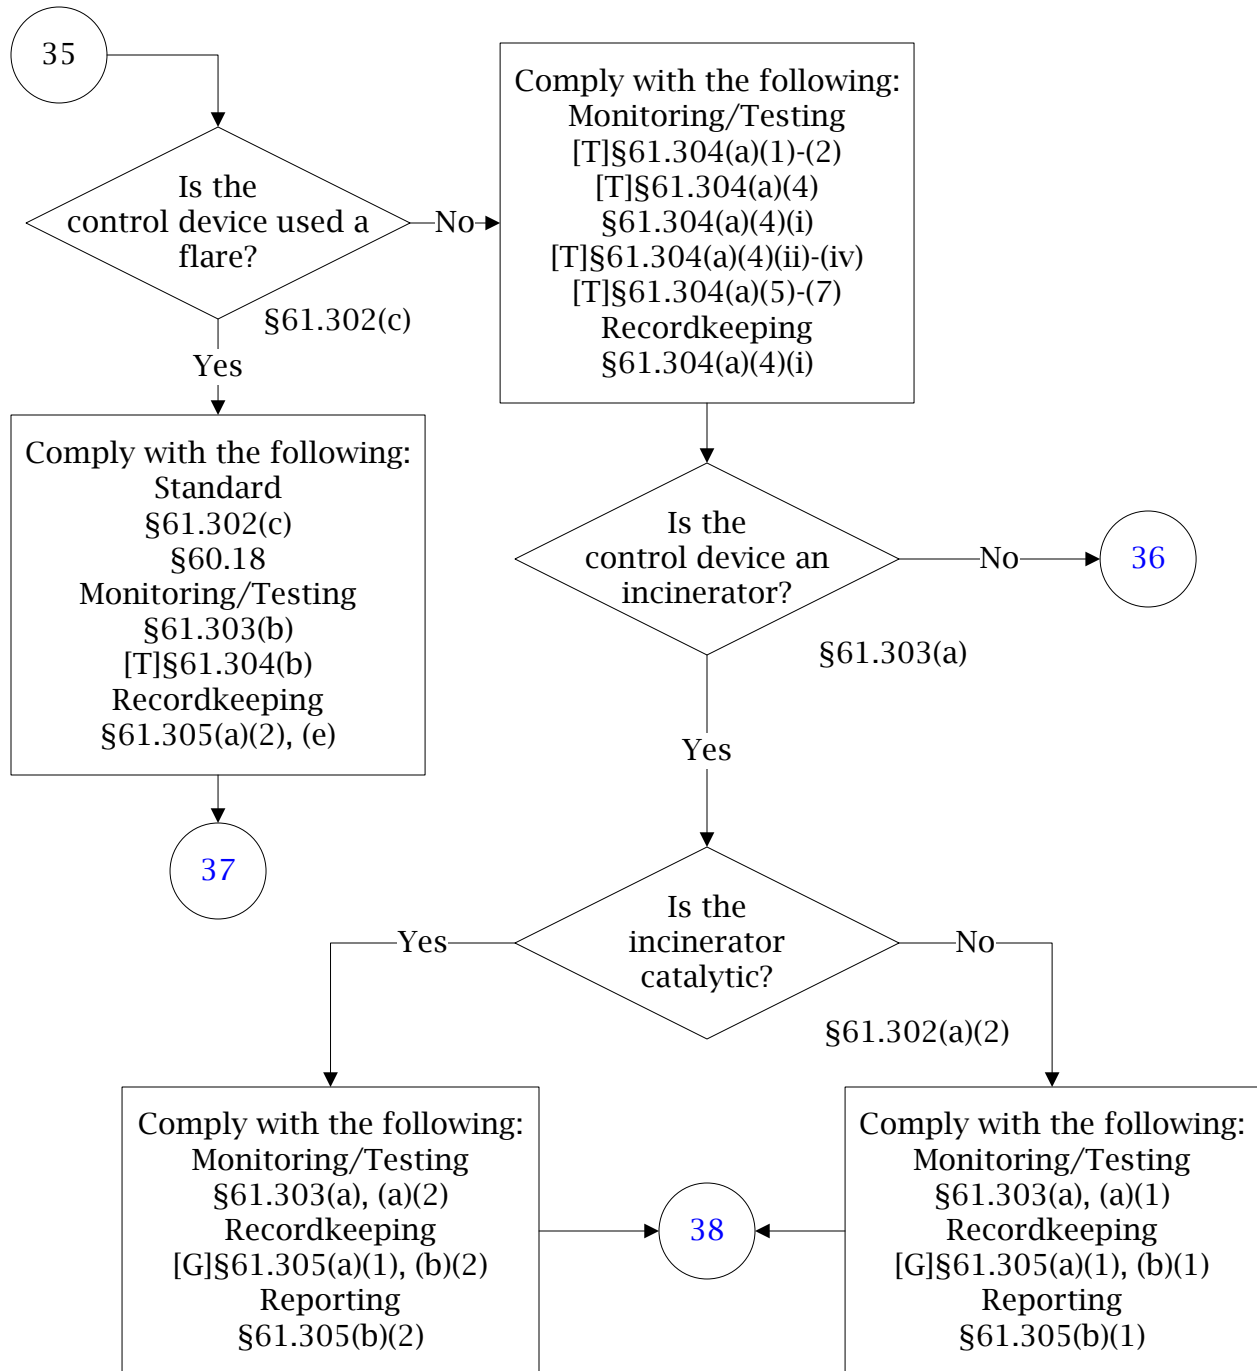 35
Is the
control device used a
flare?
No
§61.302(c)
Yes
Comply with the following:
Monitoring/Testing
[T]§61.304(a)(1)-(2)
[T]§61.304(a)(4)
§61.304(a)(4)(i)
[T]§61.304(a)(4)(ii)-(iv)
[T]§61.304(a)(5)-(7)
Recordkeeping
§61.304(a)(4)(i)
Comply with the following:
Standard
§61.302(c)
§60.18
Monitoring/Testing
§61.303(b)
[T]§61.304(b)
Recordkeeping
§61.305(a)(2), (e)
37
Is the
control device an
incinerator?
No
36
§61.303(a)
Yes
Is the
incinerator
catalytic?
Yes
No
§61.302(a)(2)
Comply with the following:
Monitoring/Testing
§61.303(a), (a)(2)
Recordkeeping
[G]§61.305(a)(1), (b)(2)
Reporting
§61.305(b)(2)
38
Comply with the following:
Monitoring/Testing
§61.303(a), (a)(1)
Recordkeeping
[G]§61.305(a)(1), (b)(1)
Reporting
§61.305(b)(1)